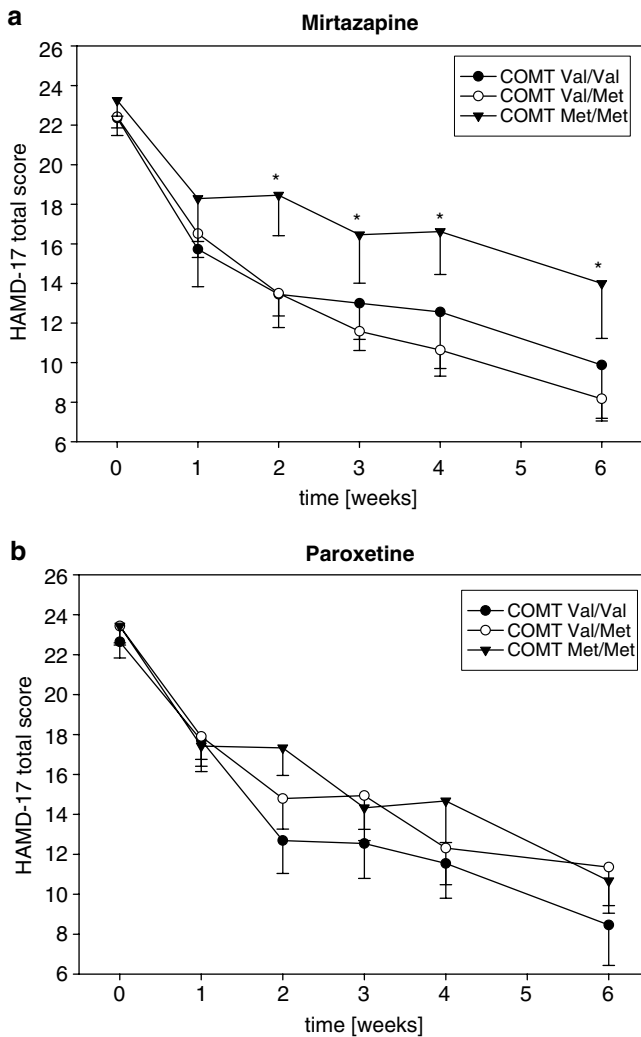 a
Mirtazapine
COMT Val/Val
COMT Val/Met
COMT Met/Met
HAMD-17 total score
26
24
22
20
18
16
14
12
10
8
6
* * * *
0 1 2 3 4 5 6
time [weeks]
b
Paroxetine
COMT Val/Val
COMT Val/Met
COMT Met/Met
HAMD-17 total score
26
24
22
20
18
16
14
12
10
8
6
0 1 2 3 4 5 6
time [weeks]